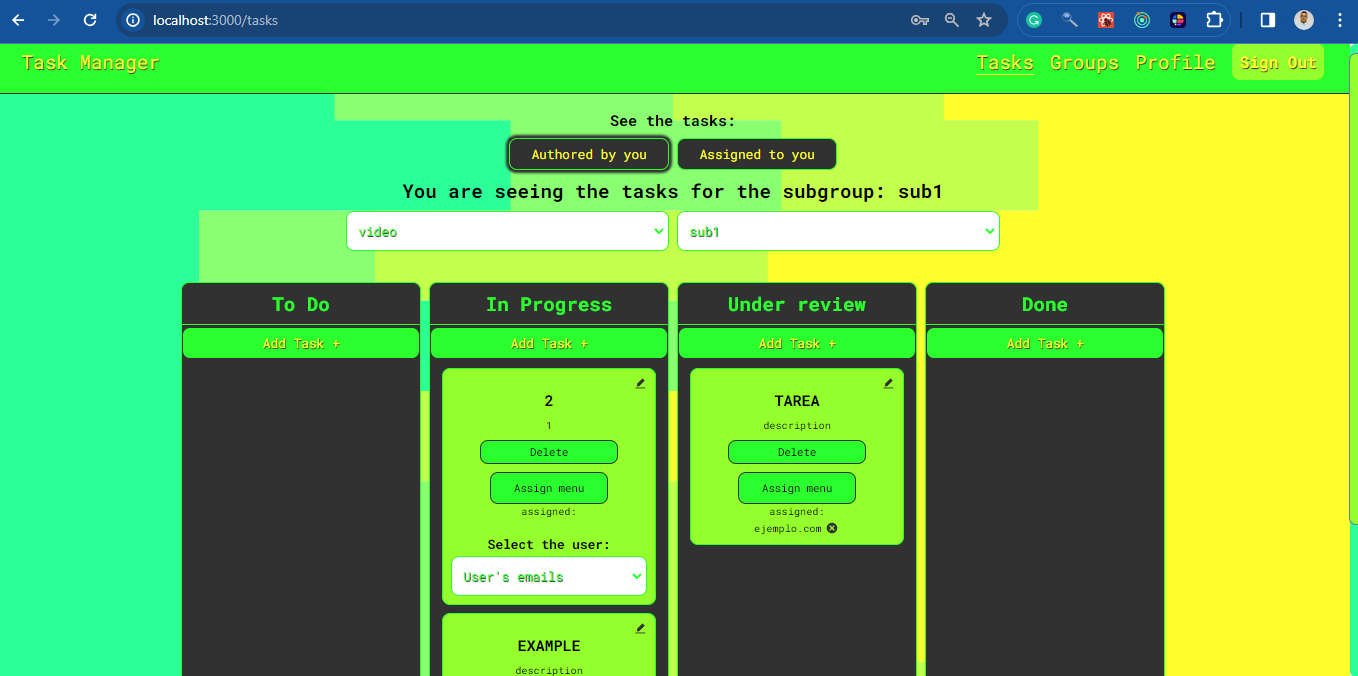 localhost:3000/tasks
Task Manager
Tasks Groups Profile Sign Out
See the tasks:
Authored by you Assigned to you
You are seeing the tasks for the subgroup: sub1
video sub1
To Do In Progress Under review Done
Add Task + Add Task + Add Task + Add Task +
2 TAREA
1 description
Delete Delete
Assign menu Assign menu
assigned: assigned:
ejemplo.com
Select the user:
User's emails
EXAMPLE
description